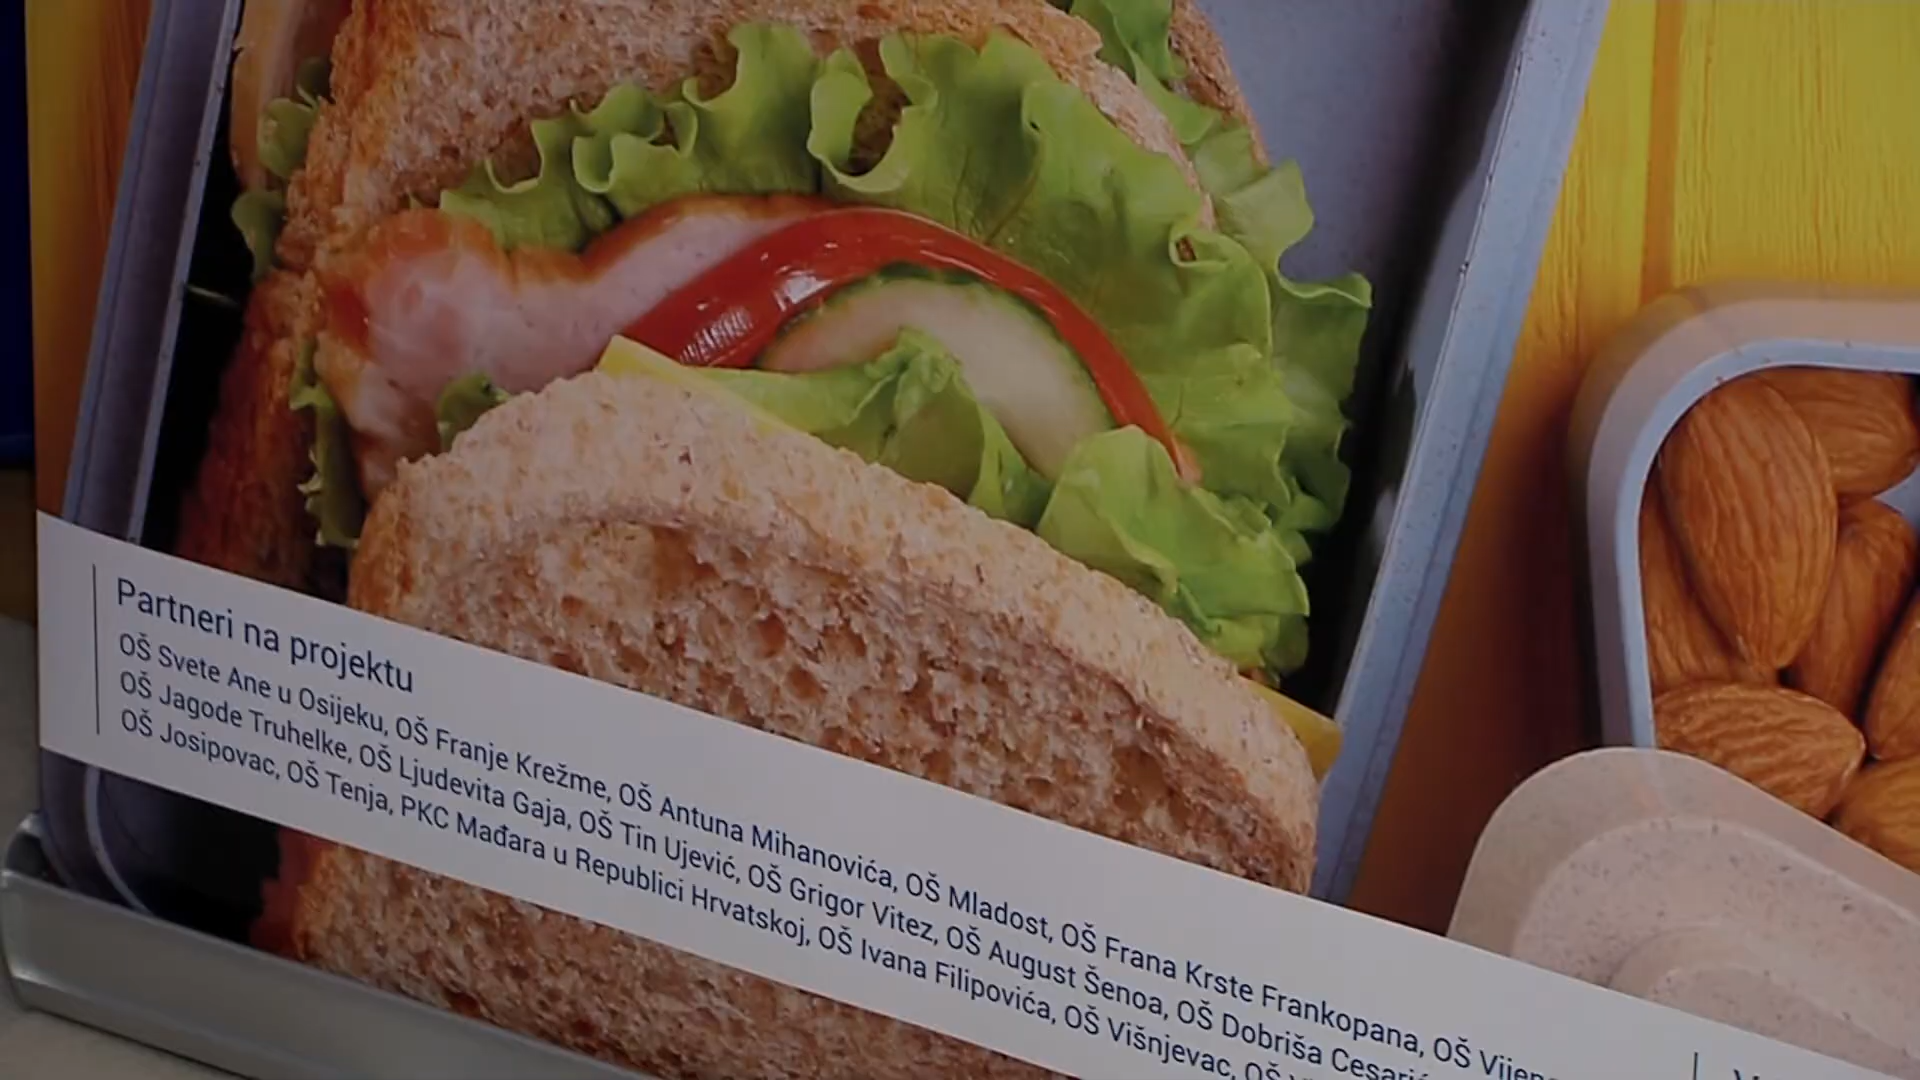 Partneri na projektu
OŠ Svete Ane u Osijeku, OŠ Franje Krežme, OŠ Antuna Mihanovića, OŠ Mladost, OŠ Frana Krste Frankopana, OŠ
OŠ Jagode Truhelke, OŠ Ljudevita Gaja, OŠ Tin Ujević, OŠ Grigor Vitez, OŠ August Šenoa, OŠ Dobriša
OŠ Josipovac, OŠ Tenja, PKC Mađara u Republici Hrvatskoj, OŠ Ivana Filipovića, OŠ Višnjevac, OŠ